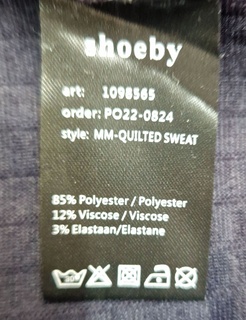 shoeby
art: 1098565
order: PO22-0824
style: MM-QUILTED SWEAT
85% Polyester / Polyester
12% Viscose / Viscose
3% Elastaan/Elastane